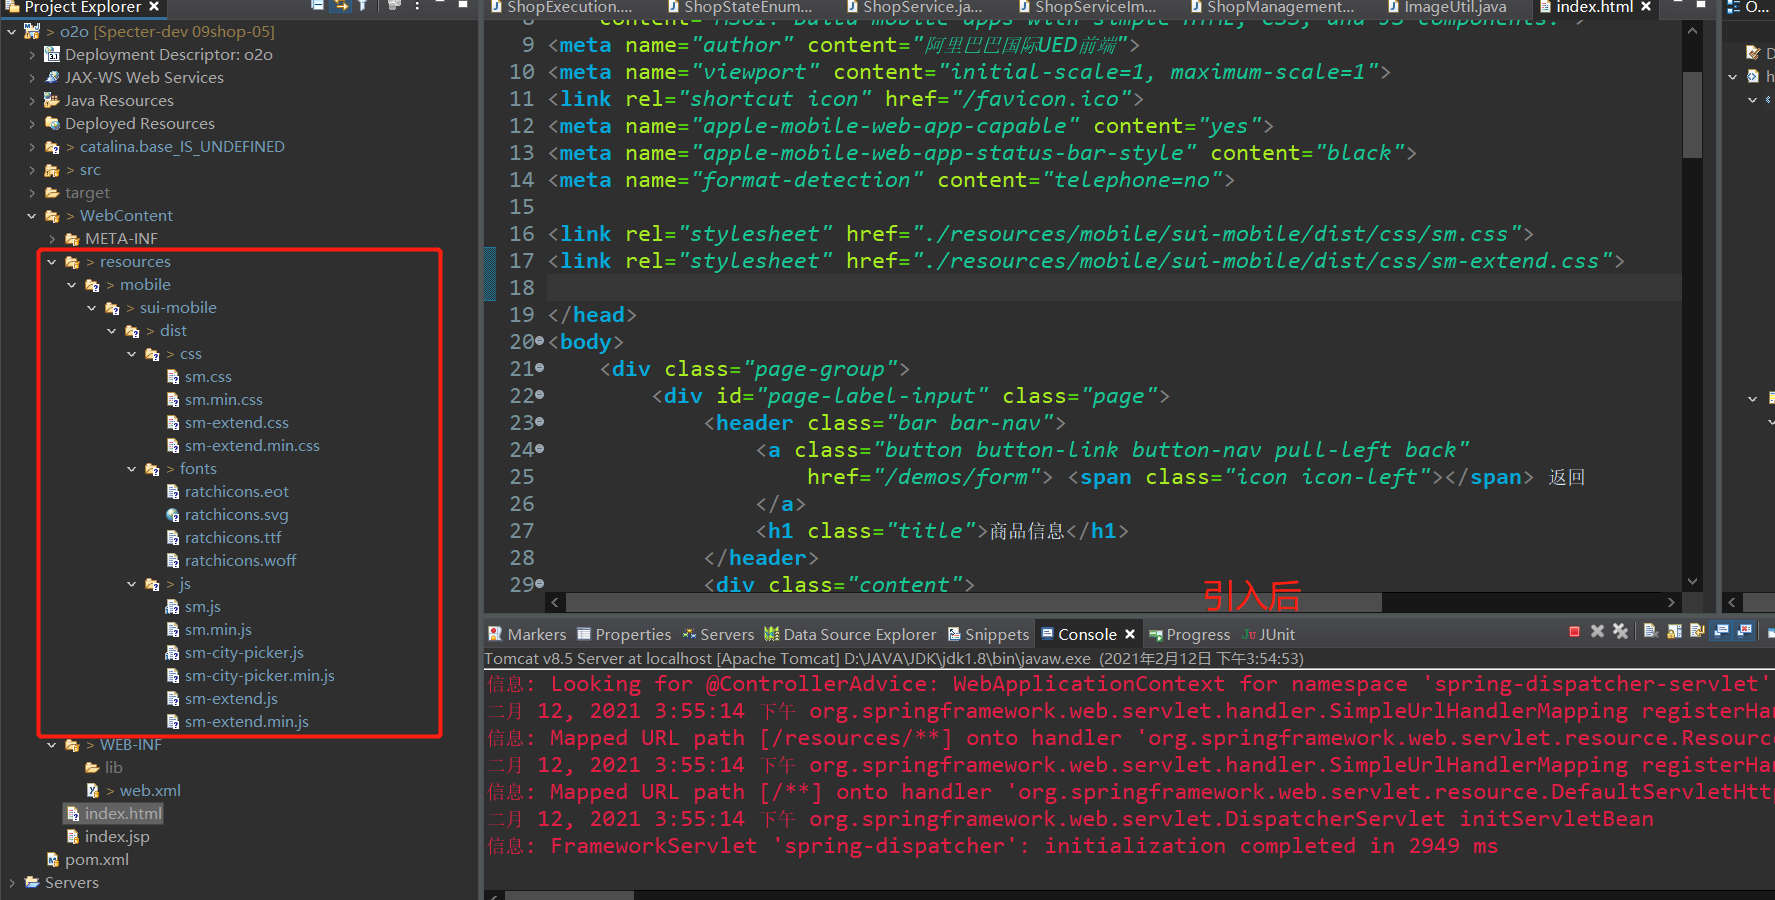 Project Explorer
> o2o [Specter-dev 09shop-05]
Deployment Descriptor: o2o
JAX-WS Web Services
Java Resources
Deployed Resources
> catalina.base_IS_UNDEFINED
> src
target
> WebContent
META-INF
> resources
> mobile
> sui-mobile
> dist
> css
sm.css
sm.min.css
sm-extend.css
sm-extend.min.css
> fonts
ratchicons.eot
ratchicons.svg
ratchicons.ttf
ratchicons.woff
> js
sm.js
sm.min.js
sm-city-picker.js
sm-city-picker.min.js
sm-extend.js
sm-extend.min.js
> WEB-INF
lib
> web.xml
index.html
index.jsp
pom.xml
Servers
ShopExecution.... ShopStateEnum... ShopService.ja... ShopServiceIm... ShopManagement... ImageUtil.java index.html
8 content="MSUI: Build mobile apps with simple HTML, CSS, and JS components.">
9 <meta name="author" content="阿里巴巴国际UED前端">
10 <meta name="viewport" content="initial-scale=1, maximum-scale=1">
11 <link rel="shortcut icon" href="/favicon.ico">
12 <meta name="apple-mobile-web-app-capable" content="yes">
13 <meta name="apple-mobile-web-app-status-bar-style" content="black">
14 <meta name="format-detection" content="telephone=no">
15
16 <link rel="stylesheet" href="./resources/mobile/sui-mobile/dist/css/sm.css">
17 <link rel="stylesheet" href="./resources/mobile/sui-mobile/dist/css/sm-extend.css">
18
19 </head>
20 <body>
21 <div class="page-group">
22 <div id="page-label-input" class="page">
23 <header class="bar bar-nav">
24 <a class="button button-link button-nav pull-left back"
25 href="/demos/form"> <span class="icon icon-left"></span> 返回
26 </a>
27 <h1 class="title">商品信息</h1>
28 </header>
29 <div class="content">
引入后
O...
D
h
Markers Properties Servers Data Source Explorer Snippets Console Progress JUnit
Tomcat v8.5 Server at localhost [Apache Tomcat] D:\JAVA\JDK\jdk1.8\bin\javaw.exe (2021年2月12日 下午3:54:53)
信息: Looking for @ControllerAdvice: WebApplicationContext for namespace 'spring-dispatcher-servlet'
二月 12, 2021 3:55:14 下午 org.springframework.web.servlet.handler.SimpleUrlHandlerMapping registerHan
信息: Mapped URL path [/resources/**] onto handler 'org.springframework.web.servlet.resource.Resourc
二月 12, 2021 3:55:14 下午 org.springframework.web.servlet.handler.SimpleUrlHandlerMapping registerHan
信息: Mapped URL path [/**] onto handler 'org.springframework.web.servlet.resource.DefaultServletHttp
二月 12, 2021 3:55:14 下午 org.springframework.web.servlet.DispatcherServlet initServletBean
信息: FrameworkServlet 'spring-dispatcher': initialization completed in 2949 ms